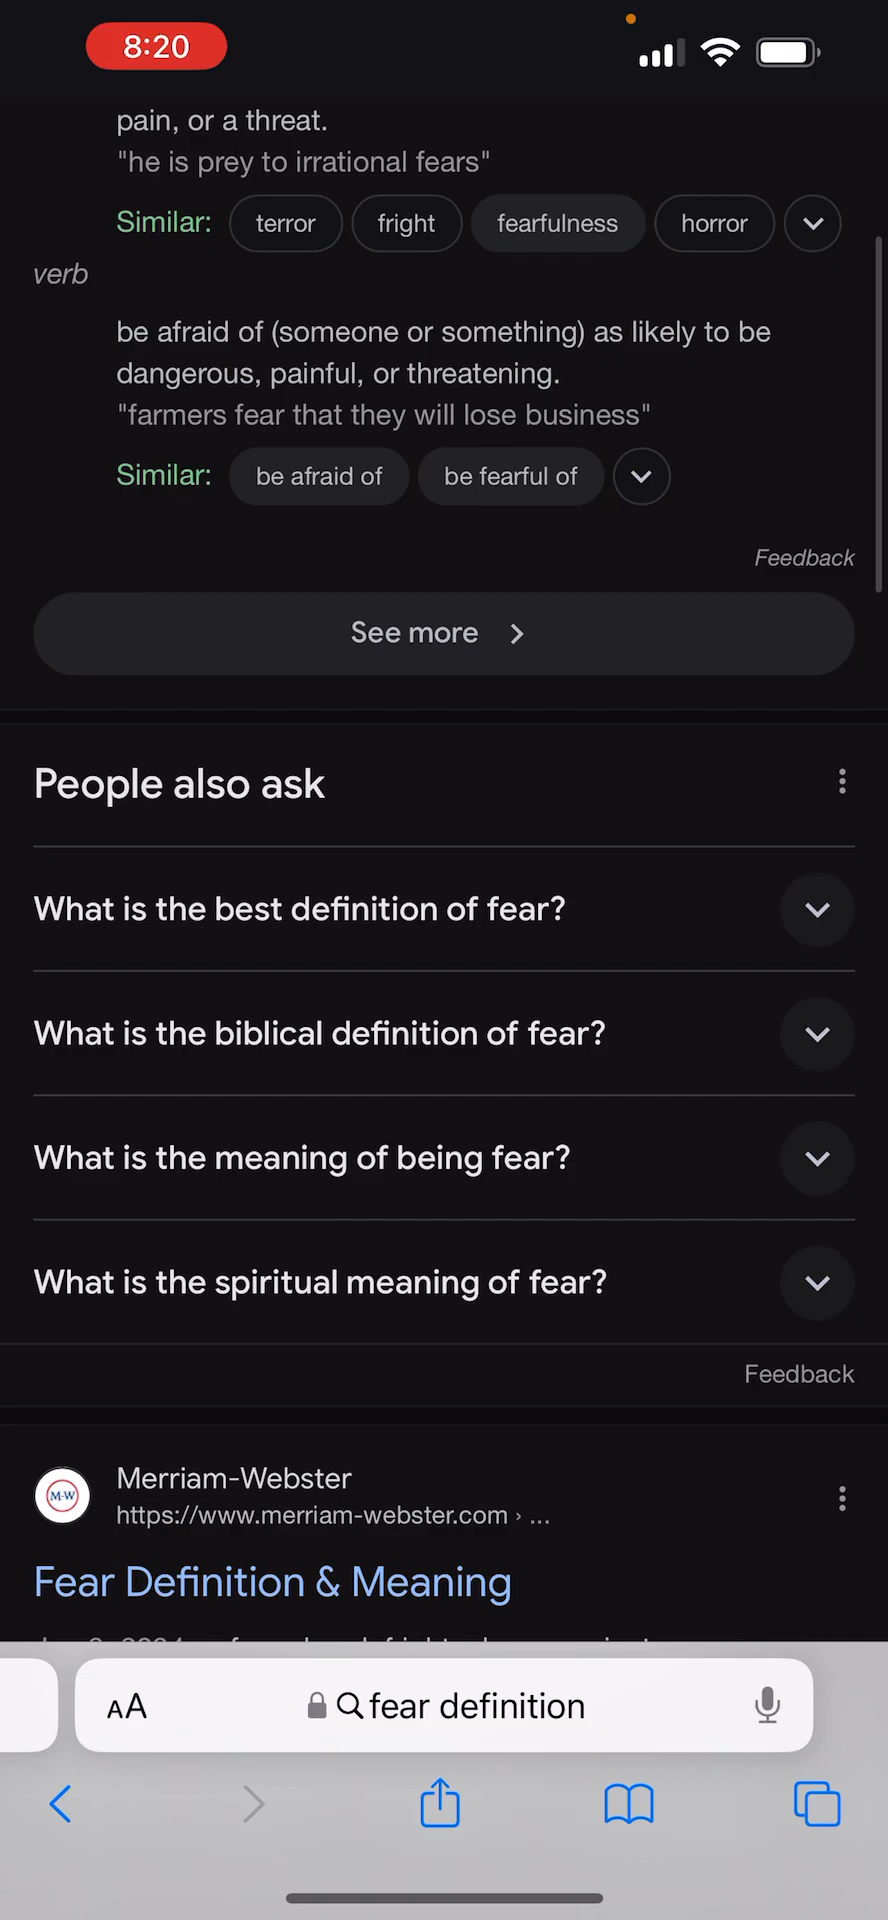 8:20
pain, or a threat.
"he is prey to irrational fears"
Similar: terror fright fearfulness horror
verb
be afraid of (someone or something) as likely to be
dangerous, painful, or threatening.
"farmers fear that they will lose business"
Similar: be afraid of be fearful of
Feedback
See more
People also ask
What is the best definition of fear?
What is the biblical definition of fear?
What is the meaning of being fear?
What is the spiritual meaning of fear?
Feedback
Merriam-Webster
M-W
https://www.merriam-webster.com › ...
Fear Definition & Meaning
AA fear definition